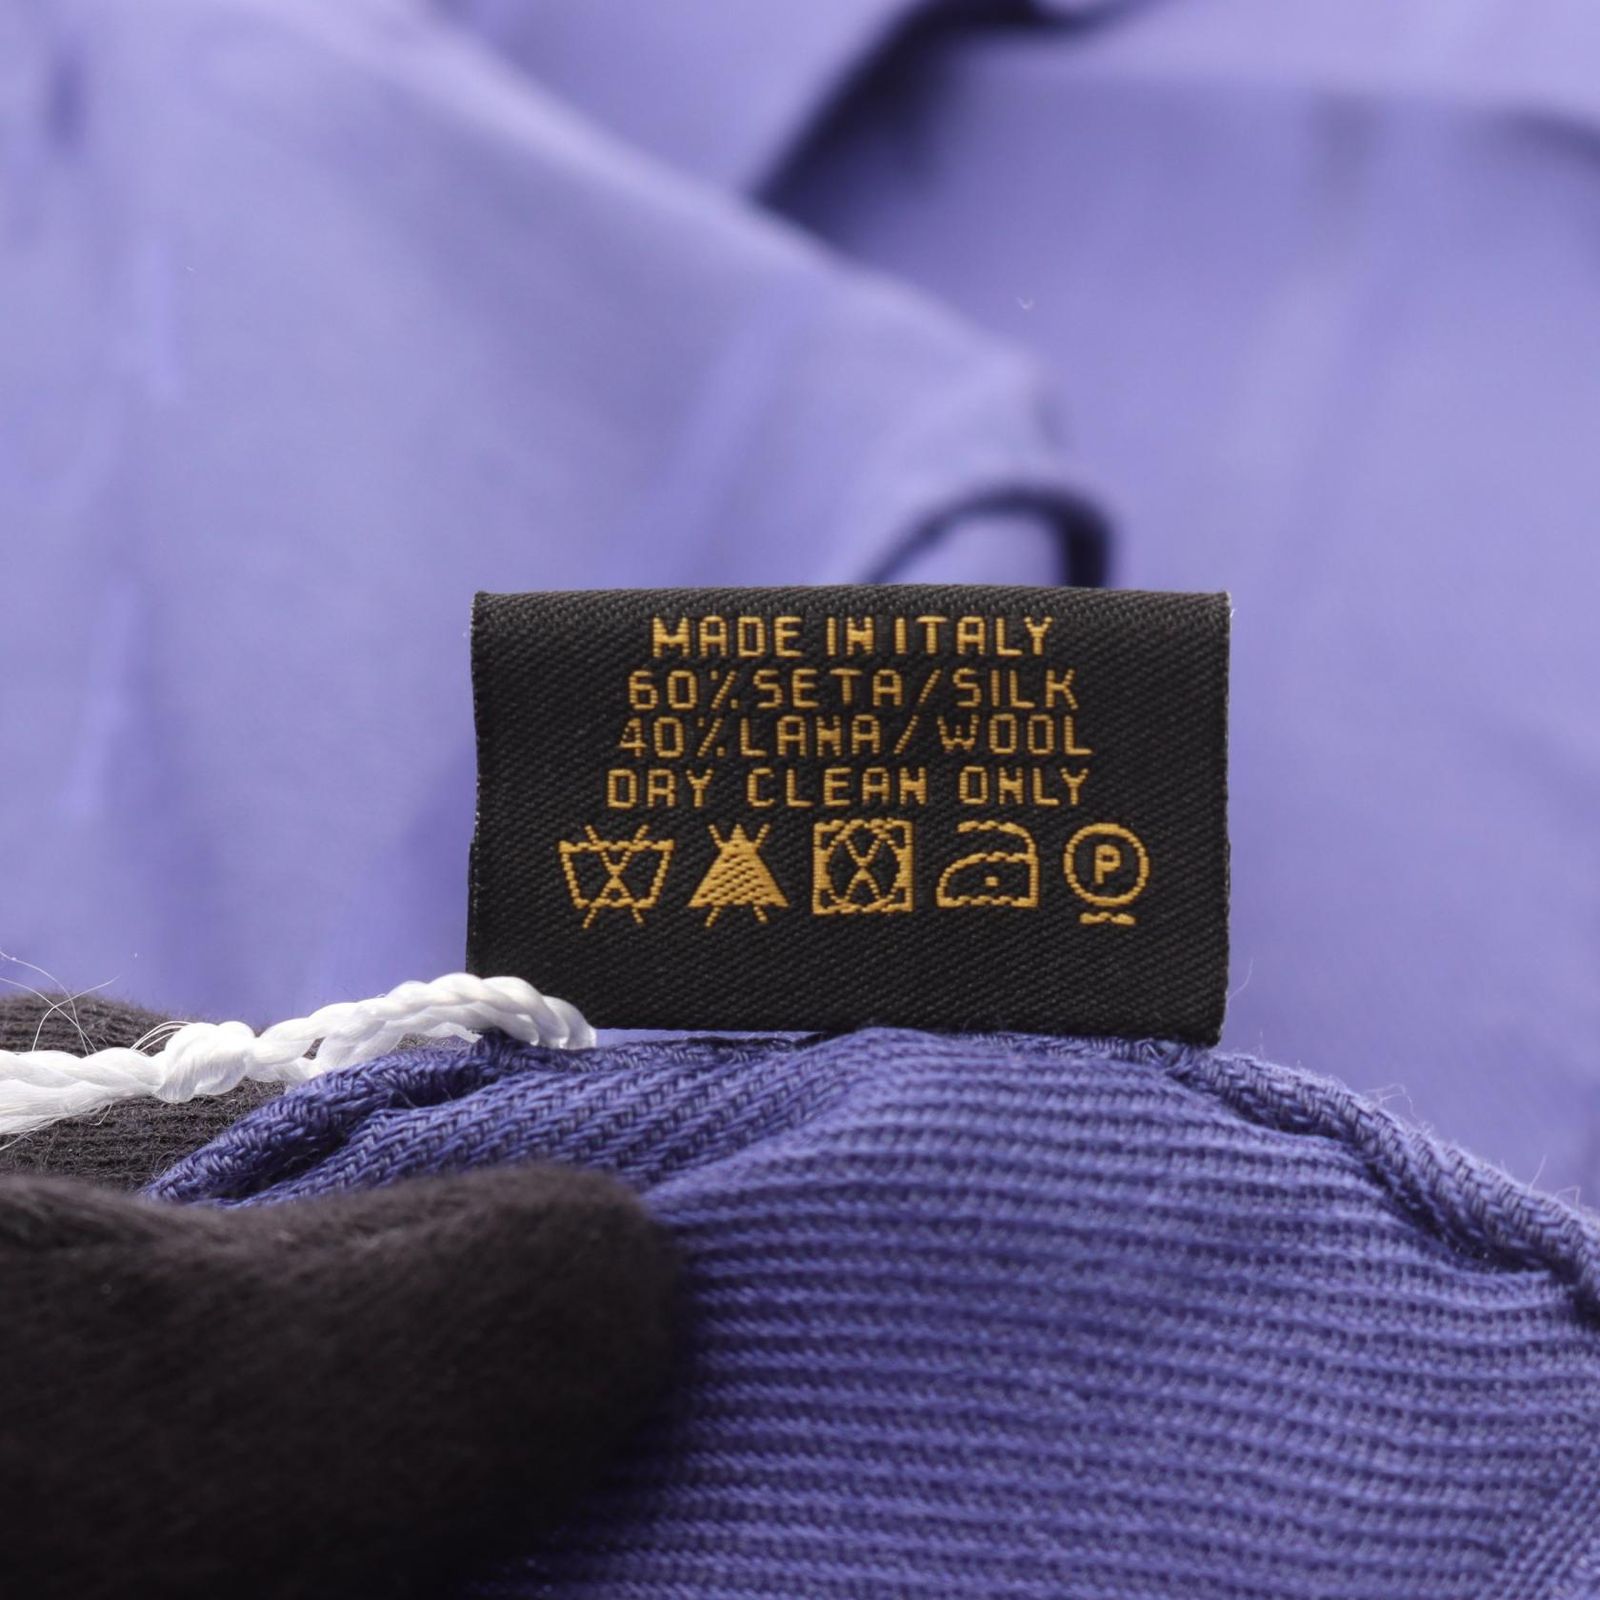 MADE IN ITALY
60% SETA/SILK
40% LANA/WOOL
DRY CLEAN ONLY
P